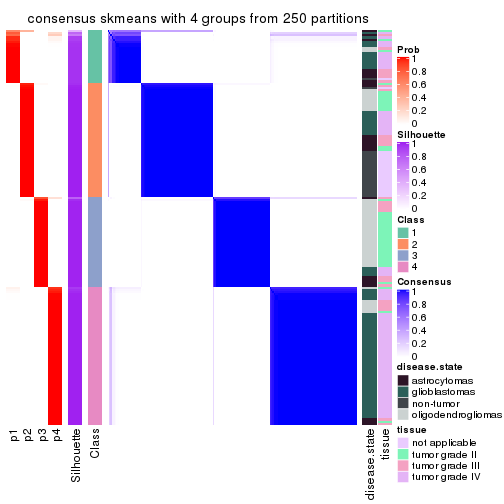 consensus skmeans with 4 groups from 250 partitions
Prob
1
0.8
0.6
0.4
0.2
0
Silhouette
1
0.8
0.6
0.4
0.2
0
Class
1
2
3
4
Consensus
1
0.8
0.6
0.4
0.2
0
disease.state
astrocytomas
glioblastomas
non-tumor
oligodendrogliomas
tissue
not applicable
tumor grade II
tumor grade III
tumor grade IV
p1
p2
p3
p4
Silhouette
Class
disease.state
tissue